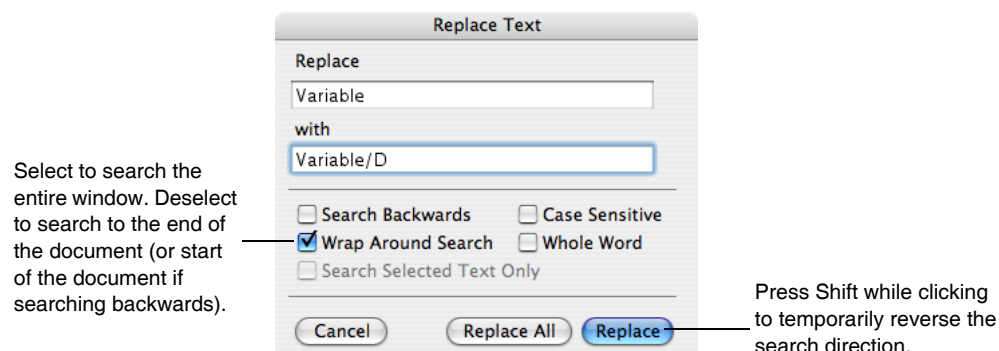 Replace Text
Replace
Variable
with
Variable/D
Select to search the
entire window. Deselect
to search to the end of
the document (or start
of the document if
searching backwards).
Search Backwards Case Sensitive
Wrap Around Search Whole Word
Search Selected Text Only
Cancel Replace All Replace
Press Shift while clicking
to temporarily reverse the
search direction.